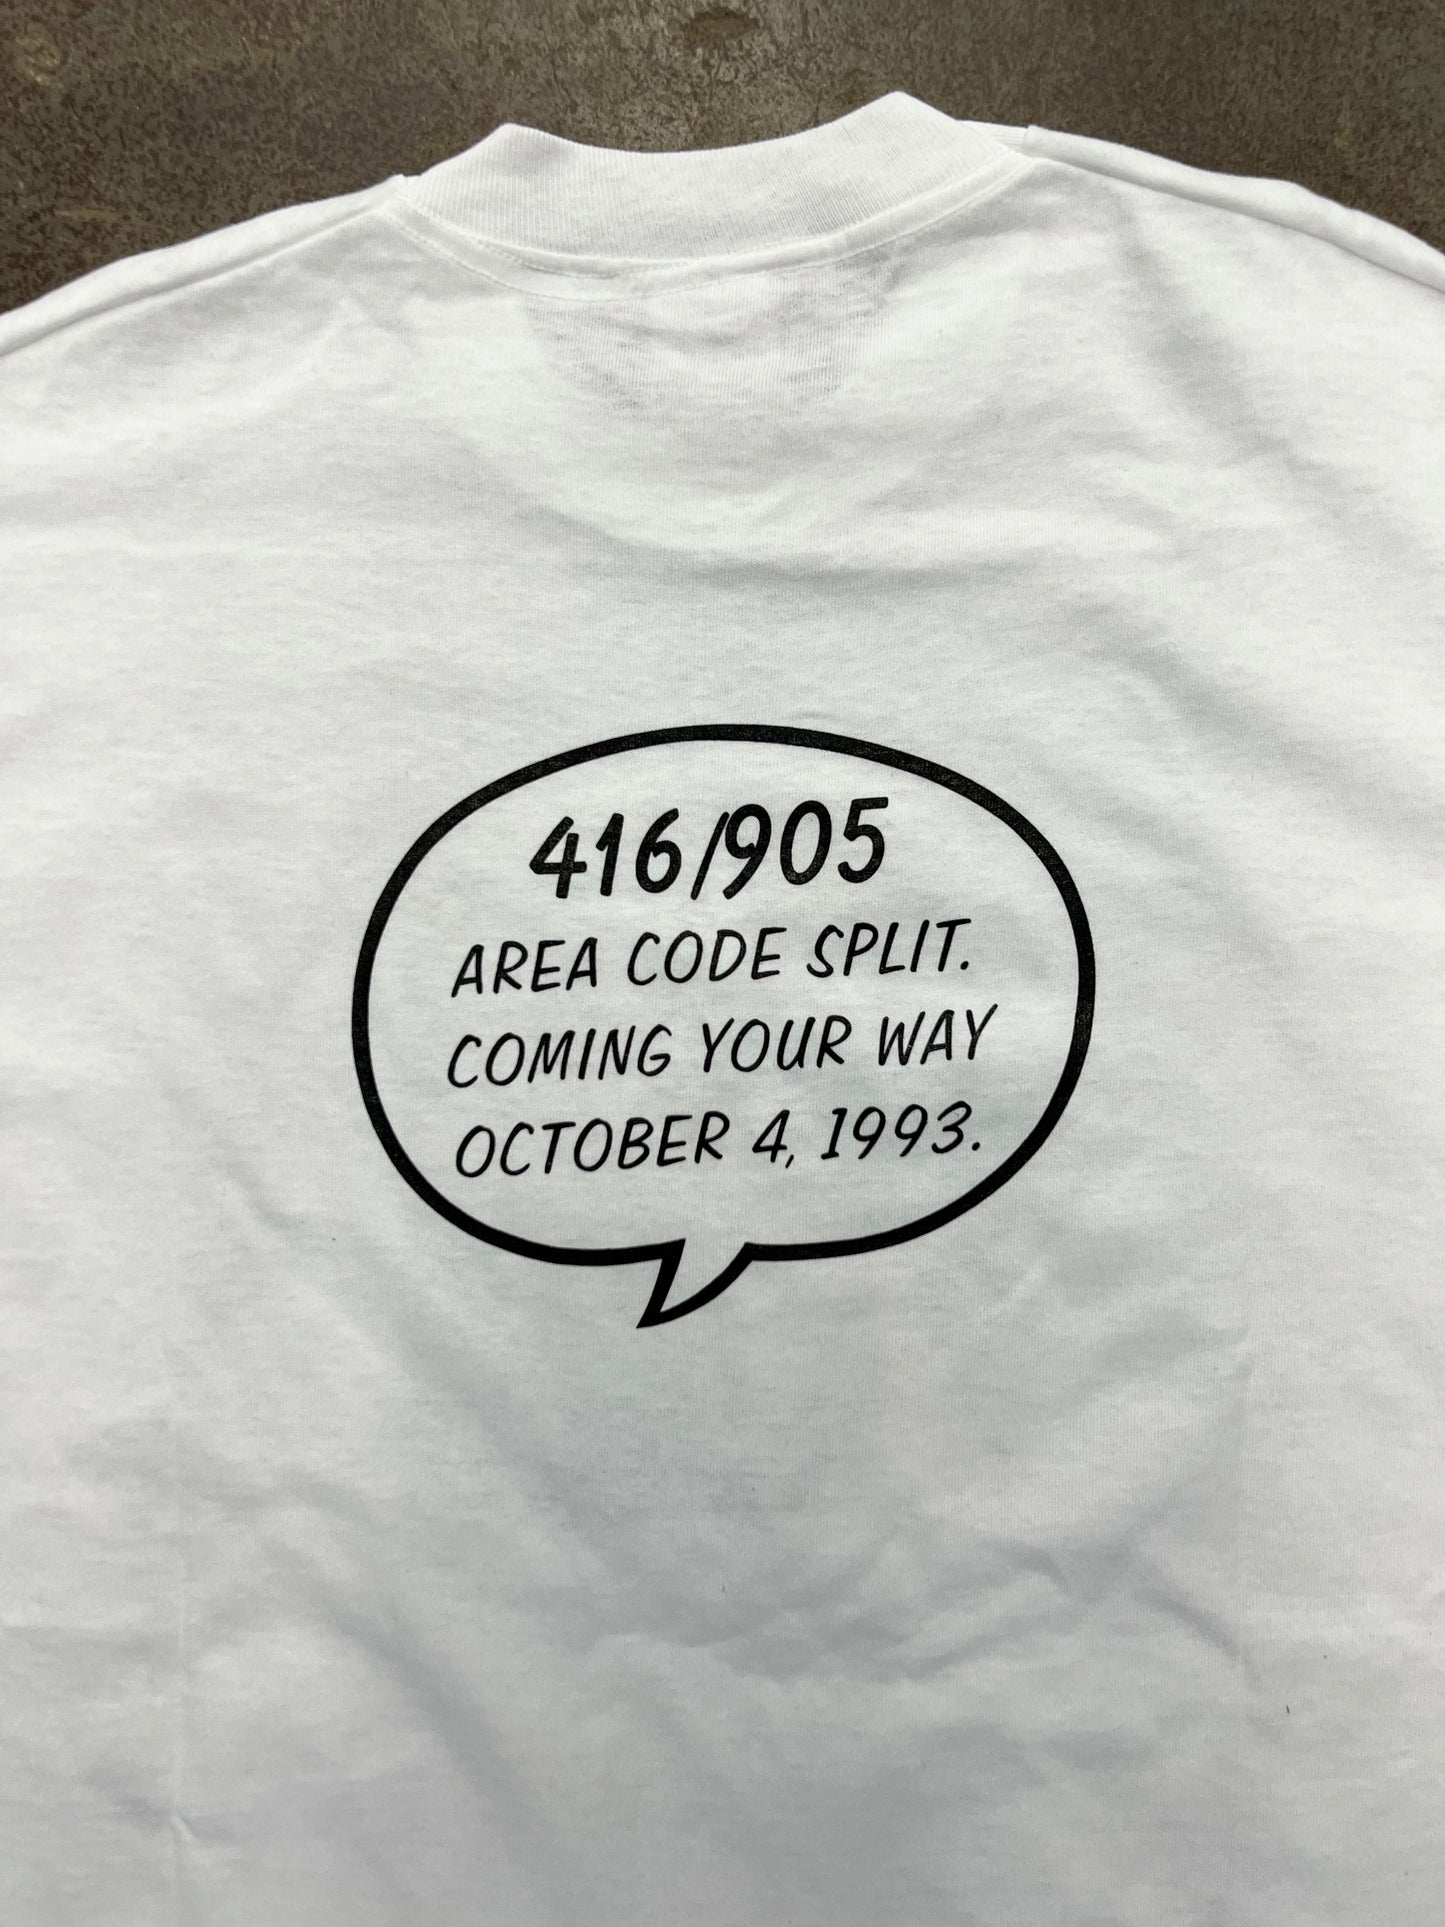 416/905
AREA CODE SPLIT.
COMING YOUR WAY
OCTOBER 4, 1993.